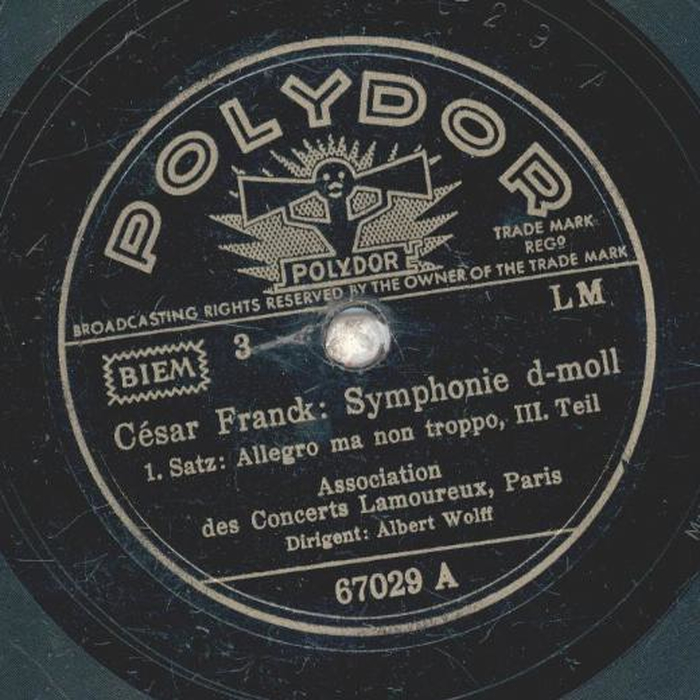 POLYDOR
POLYDOR
TRADE MARK
REGD
BROADCASTING RIGHTS RESERVED BY THE OWNER OF THE TRADE MARK
LM
BIEM 3
César Franck: Symphonie d-moll
1. Satz: Allegro ma non troppo, III. Teil
Association
des Concerts Lamoureux, Paris
Dirigent: Albert Wolff
67029 A